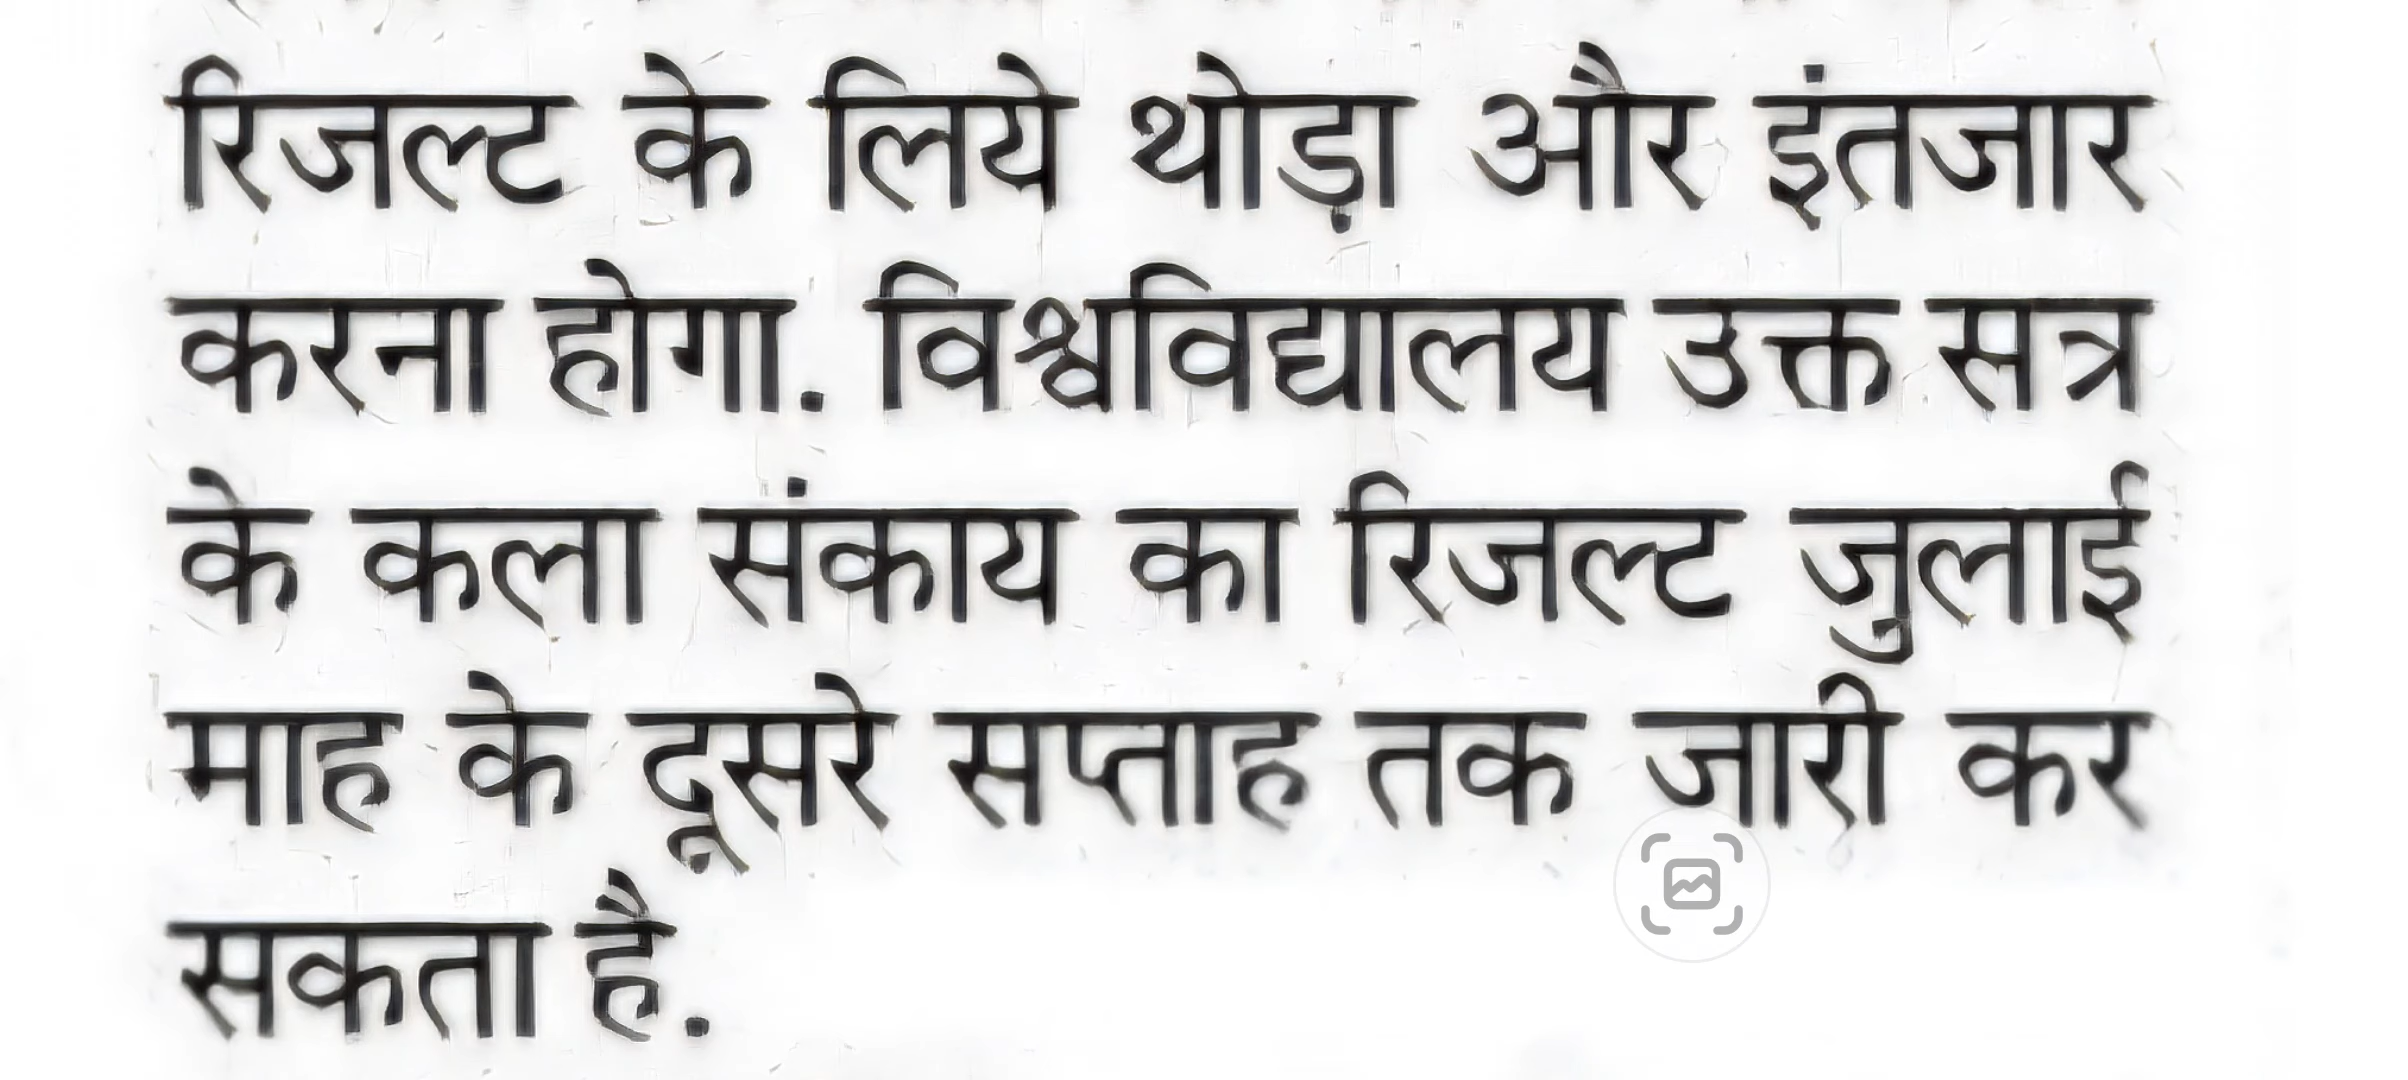 रिजल्ट के लिये थोड़ा और इंतजार
करना होगा. विश्वविद्यालय उक्त सत्र
के कला संकाय का रिजल्ट जुलाई
माह के दूसरे सप्ताह तक जारी कर
सकता है.